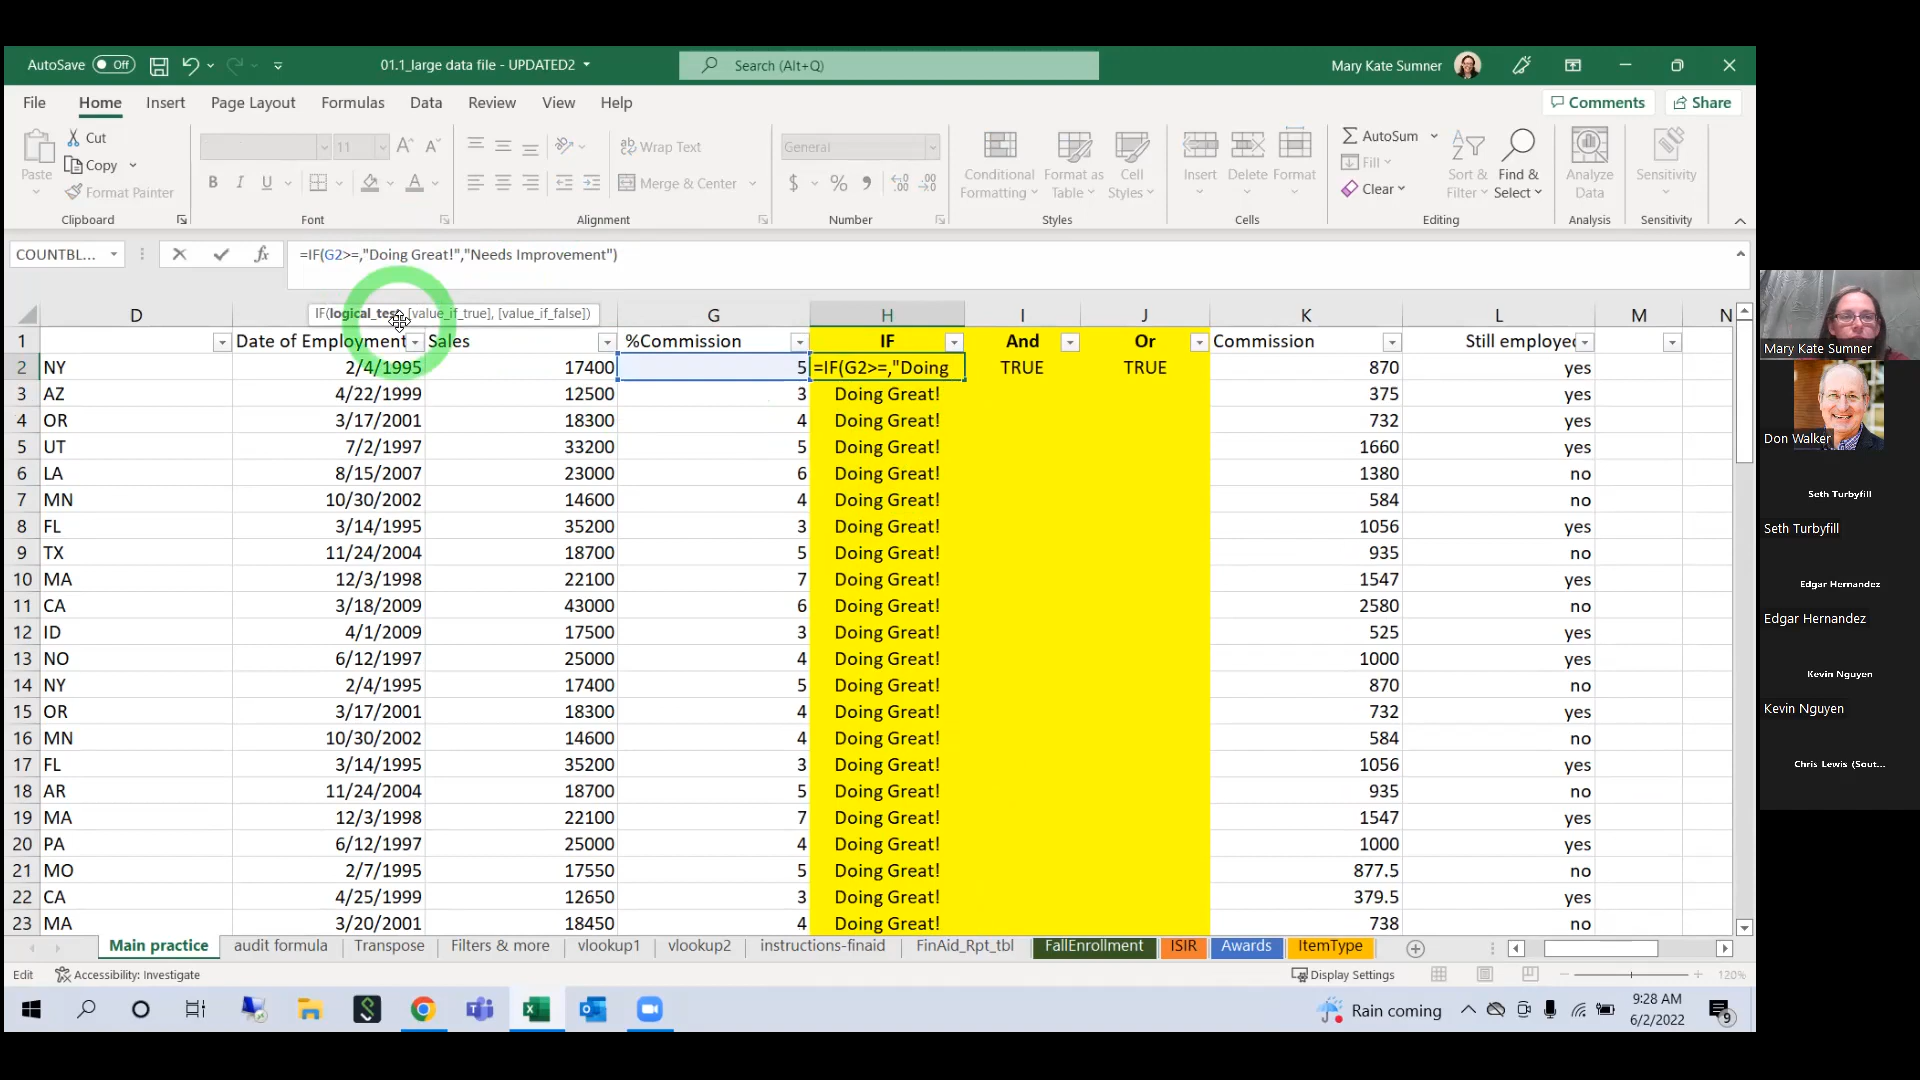 AutoSave Off 01.1_large data file - UPDATED2 Search (Alt+Q) Mary Kate Sumner
File Home Insert Page Layout Formulas Data Review View Help Comments Share
Cut
Copy
Format Painter
Paste
Clipboard
11
B I U
Font
Wrap Text
Merge & Center
Alignment
General
$ %
Number
Conditional Formatting
Format as Table
Cell Styles
Styles
Insert Delete Format
Cells
AutoSum
Fill
Clear
Sort & Filter
Find & Select
Editing
Analyze Data
Analysis
Sensitivity
Sensitivity
COUNTBL... fx =IF(G2>=,"Doing Great!","Needs Improvement")
IF(logical_test, [value_if_true], [value_if_false])
D G H I J K L M N
1 Date of Employment Sales %Commission IF And Or Commission Still employed
2 NY 2/4/1995 17400 5 =IF(G2>=,"Doing TRUE TRUE 870 yes
3 AZ 4/22/1999 12500 3 Doing Great! 375 yes
4 OR 3/17/2001 18300 4 Doing Great! 732 yes
5 UT 7/2/1997 33200 5 Doing Great! 1660 yes
6 LA 8/15/2007 23000 6 Doing Great! 1380 no
7 MN 10/30/2002 14600 4 Doing Great! 584 no
8 FL 3/14/1995 35200 3 Doing Great! 1056 yes
9 TX 11/24/2004 18700 5 Doing Great! 935 no
10 MA 12/3/1998 22100 7 Doing Great! 1547 yes
11 CA 3/18/2009 43000 6 Doing Great! 2580 no
12 ID 4/1/2009 17500 3 Doing Great! 525 yes
13 NO 6/12/1997 25000 4 Doing Great! 1000 yes
14 NY 2/4/1995 17400 5 Doing Great! 870 no
15 OR 3/17/2001 18300 4 Doing Great! 732 yes
16 MN 10/30/2002 14600 4 Doing Great! 584 no
17 FL 3/14/1995 35200 3 Doing Great! 1056 yes
18 AR 11/24/2004 18700 5 Doing Great! 935 no
19 MA 12/3/1998 22100 7 Doing Great! 1547 yes
20 PA 6/12/1997 25000 4 Doing Great! 1000 yes
21 MO 2/7/1995 17550 5 Doing Great! 877.5 no
22 CA 4/25/1999 12650 3 Doing Great! 379.5 yes
23 MA 3/20/2001 18450 4 Doing Great! 738 no
Main practice audit formula Transpose Filters & more vlookup1 vlookup2 instructions-finaid FinAid_Rpt_tbl FallEnrollment ISIR Awards ItemType
Edit Accessibility: Investigate Display Settings 120%
Rain coming 9:28 AM
6/2/2022 9
Mary Kate Sumner
Don Walker
Seth Turbyfill
Seth Turbyfill
Edgar Hernandez
Edgar Hernandez
Kevin Nguyen
Kevin Nguyen
Chris Lewis (Sout...